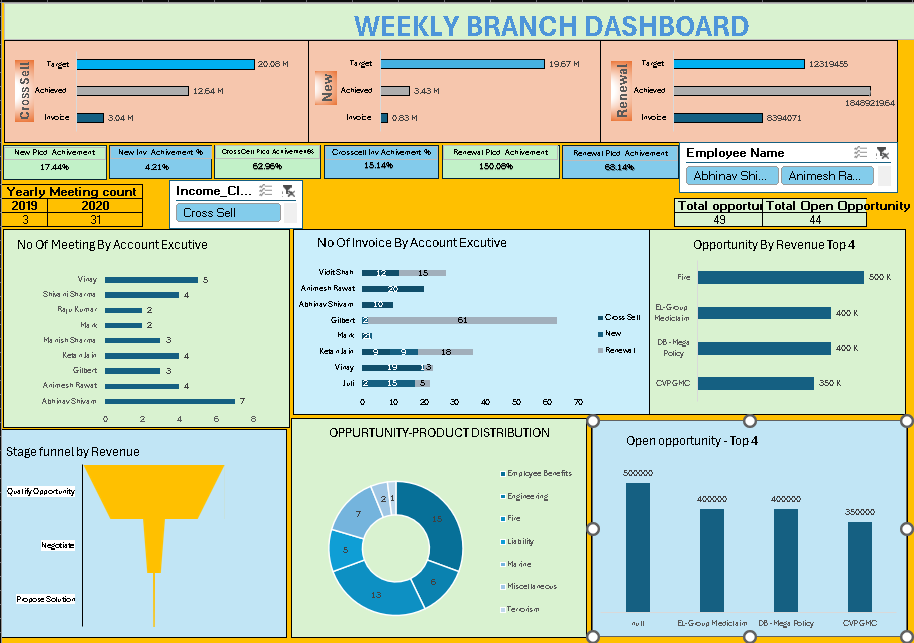 WEEKLY BRANCH DASHBOARD
Cross Sell
Target
20.08 M
Achieved
12.64 M
Invoice
3.04 M
New
Target
19.67 M
Achieved
3.43 M
Invoice
0.83 M
Renewal
Target
12319455
Achieved
1848921964
Invoice
8394071
New Plcd Achivement
17.44%
New Inv. Achivement %
4.21%
CrossCell Plcd Achivement%
62.96%
Crosscell Inv Achivement %
15.14%
Renewal Plcd Achivement
150.08%
Renewal Plcd Achivement
68.14%
Employee Name
Abhinav Shi...
Animesh Ra...
Yearly Meeting count
2019 2020
3 31
Income_Cl...
Cross Sell
Total opportu Total Open Opportunity
49 44
No Of Meeting By Account Excutive
Vinay 5
Shivani Sharma 4
Raju Kumar 2
Mark 2
Manish Sharma 3
Ketan Jain 4
Gilbert 3
Animesh Rawat 4
Abhinav Shivam 7
0 2 4 6 8
No Of Invoice By Account Excutive
Vidit Shah 12 15
Animesh Rawat 20
Abhinav Shivam 10
Gilbert 2 61
Mark
Ketan Jain 9 9 18
Vinay 19
Juli 2 15 5
0 10 20 30 40 50 60 70
Cross Sell
New
Renewal
Opportunity By Revenue Top 4
Fire 500 K
EL-Group
Mediclaim
400 K
DB -Mega
Policy
400 K
CVP GMC 350 K
Stage funnel by Revenue
Qualify Opportunity
Negotiate
Propose Solution
OPPURTUNITY-PRODUCT DISTRIBUTION
15
6
13
5
7
2
1
Employee Benefits
Engineering
Fire
Liability
Marine
Miscellaneous
Terrorism
Open opportunity - Top 4
500000
400000
400000
350000
null EL-Group Mediclaim DB -Mega Policy CVP GMC